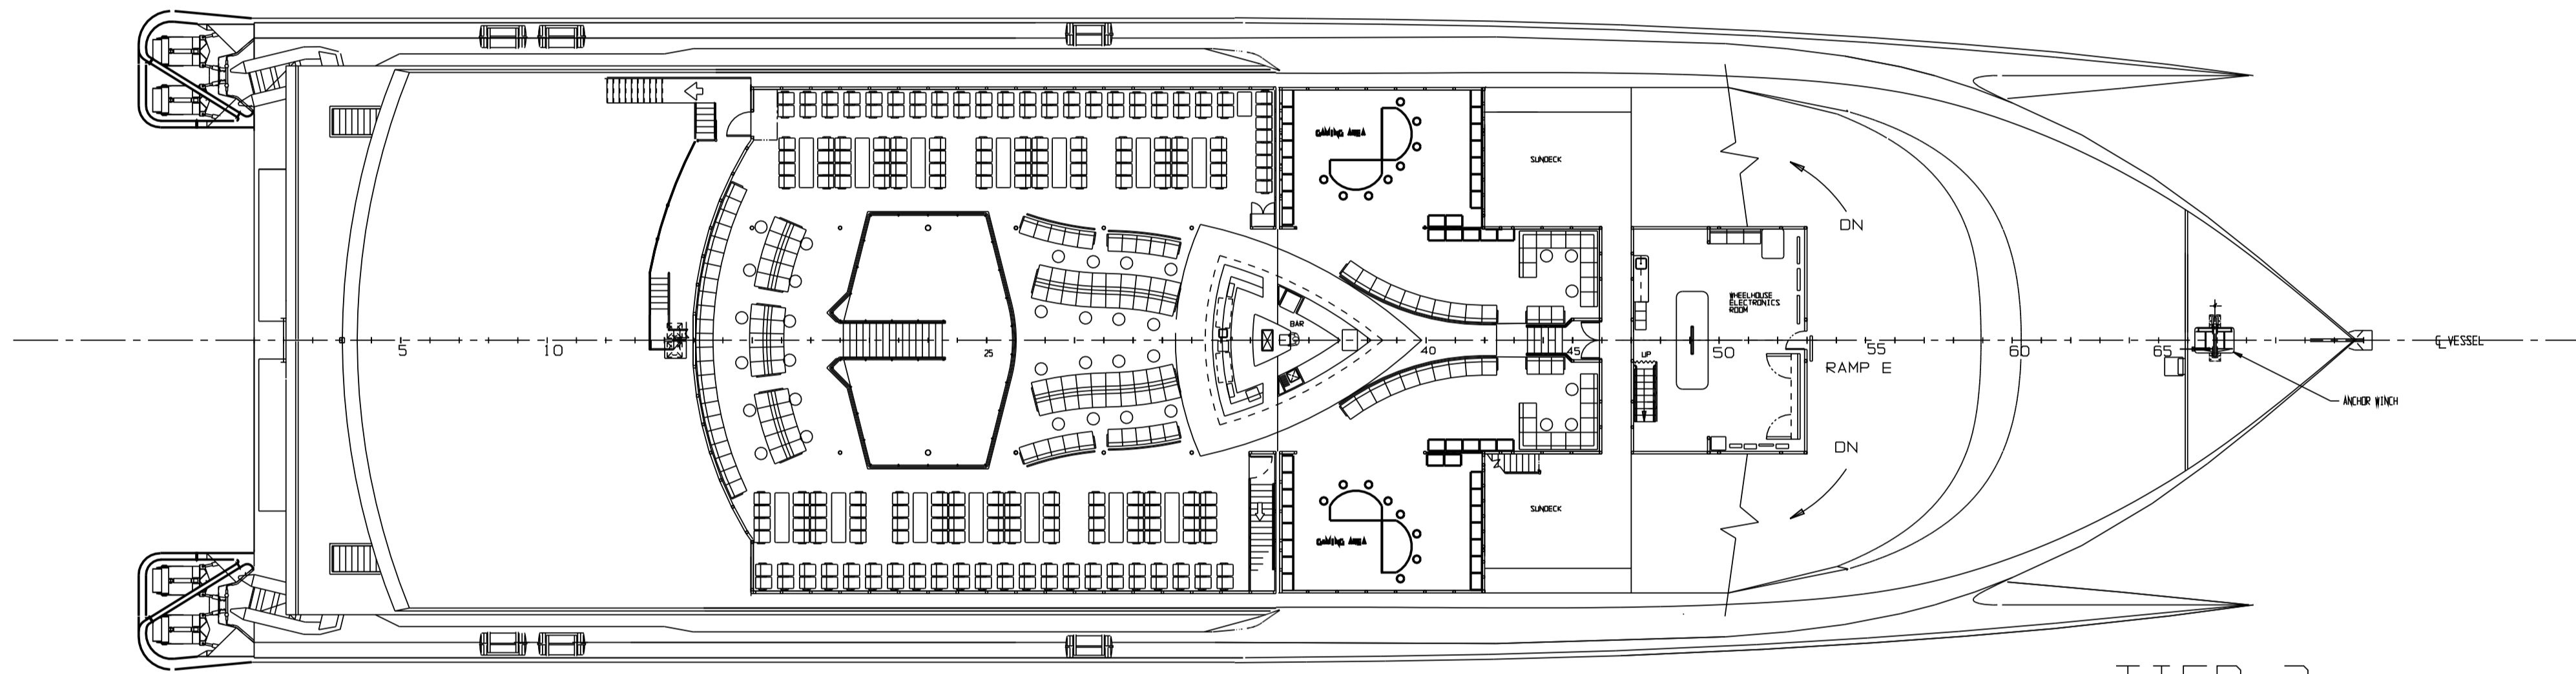 GAMING AREA
SUNDECK
DN
WHEELHOUSE
ELECTRONICS
ROOM
BAR
5
10
25
40
45
UP
50
55
60
65
℄ VESSEL
RAMP E
ANCHOR WINCH
DN
SUNDECK
GAMING AREA